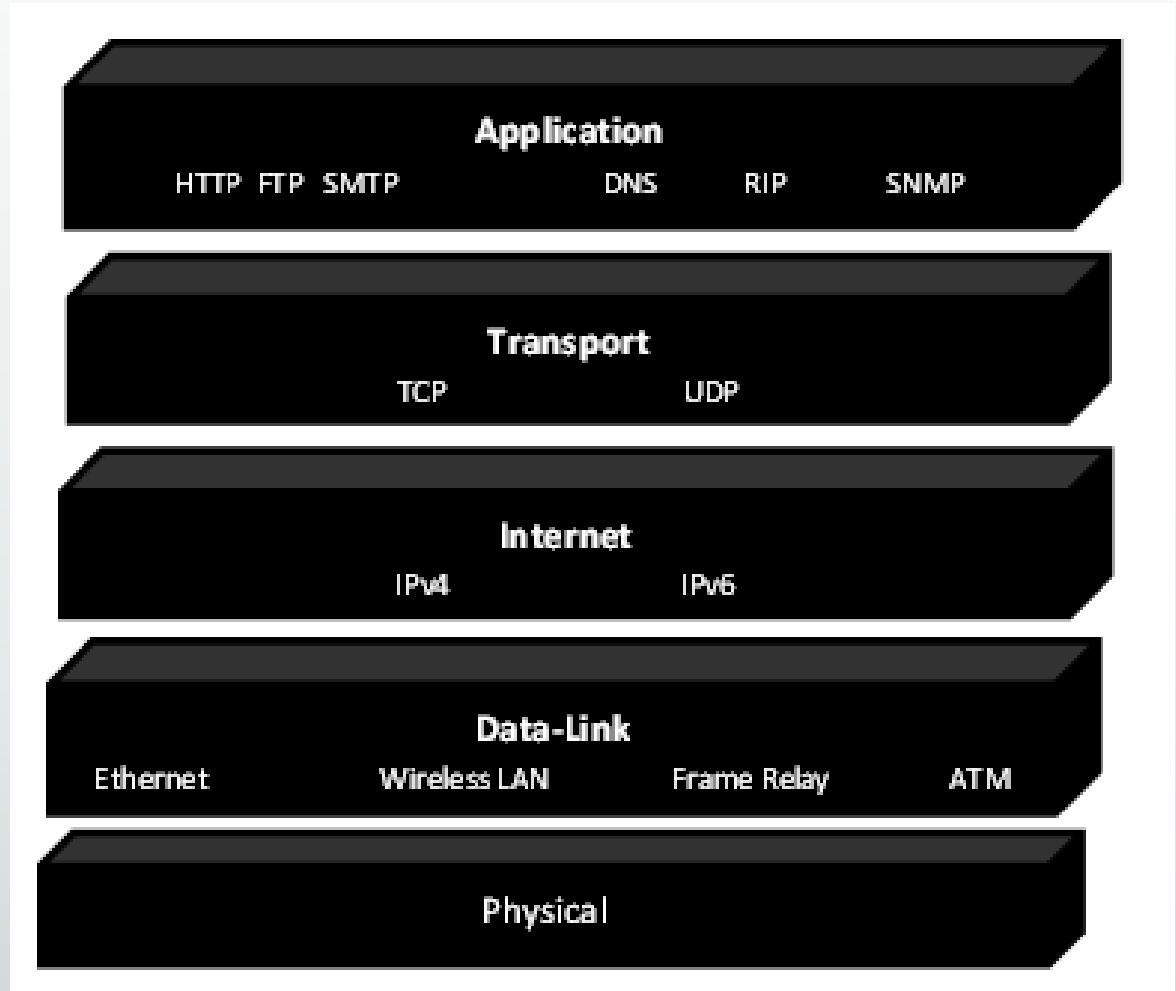 Application
HTTP FTP SMTP DNS RIP SNMP
Transport
TCP UDP
Internet
IPv4 IPv6
Data-Link
Ethernet Wireless LAN Frame Relay ATM
Physical